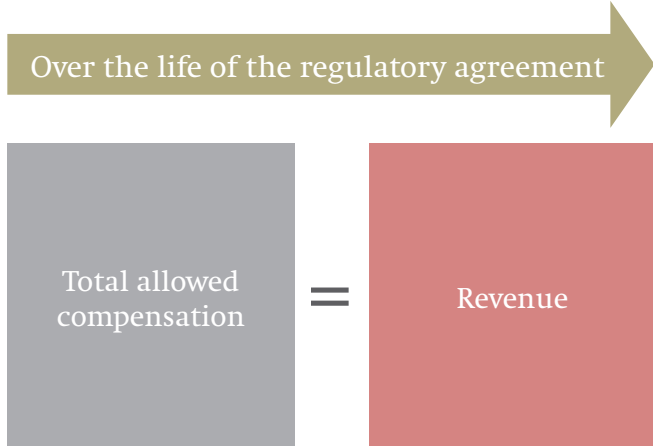 Over the life of the regulatory agreement
Total allowed
compensation
=
Revenue